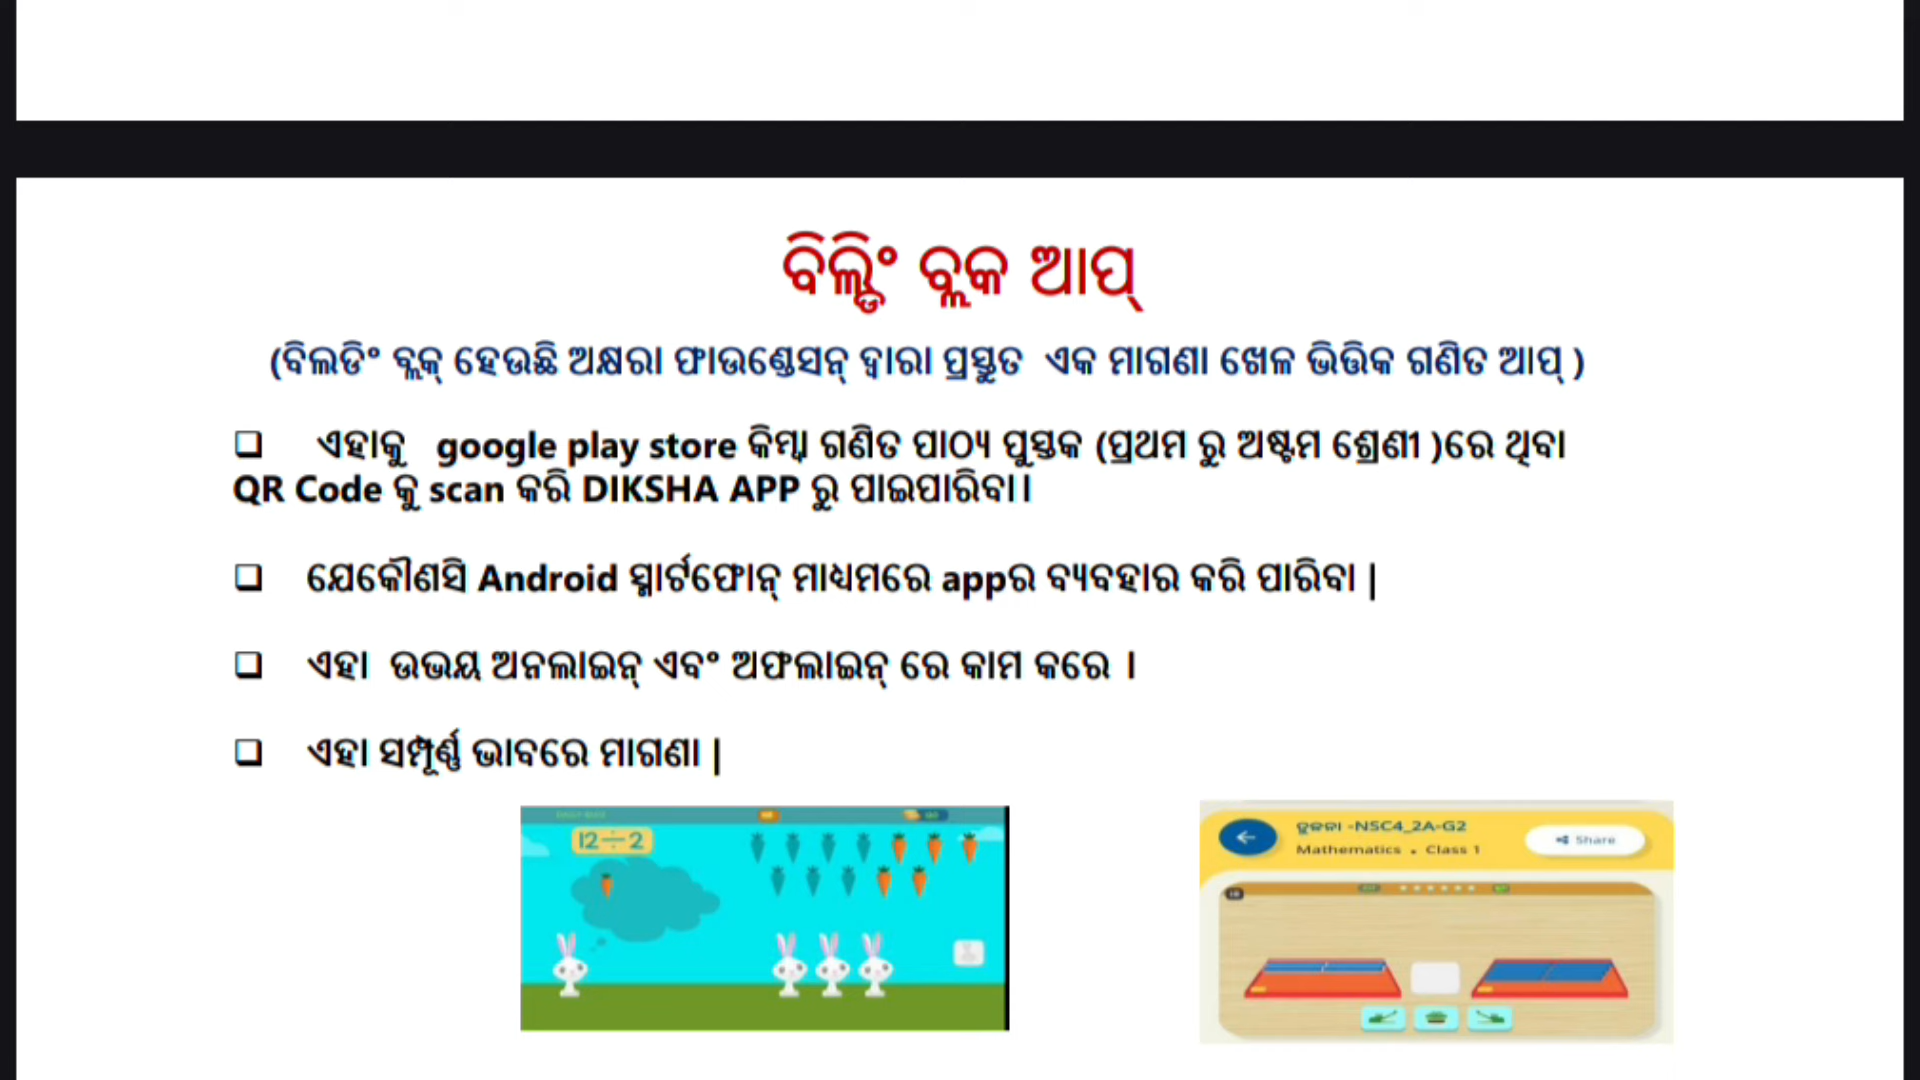 ବିଲ୍ଡିଂ ବ୍ଲକ ଆପ୍
(ବିଲଡିଂ ବ୍ଲକ୍ ହେଉଛି ଅକ୍ଷରା ଫାଉଣ୍ଡେସନ୍ ଦ୍ଵାରା ପ୍ରସ୍ତୁତ ଏକ ମାଗଣା ଖେଳ ଭିତ୍ତିକ ଗଣିତ ଆପ୍ )
❑ ଏହାକୁ google play store କିମ୍ବା ଗଣିତ ପାଠ୍ୟ ପୁସ୍ତକ (ପ୍ରଥମ ରୁ ଅଷ୍ଟମ ଶ୍ରେଣୀ )ରେ ଥିବା
QR Code କୁ scan କରି DIKSHA APP ରୁ ପାଇପାରିବା।
❑ ଯେକୌଣସି Android ସ୍ମାର୍ଟଫୋନ୍ ମାଧ୍ୟମରେ appର ବ୍ୟବହାର କରି ପାରିବା |
❑ ଏହା ଉଭୟ ଅନଲାଇନ୍ ଏବଂ ଅଫଲାଇନ୍ ରେ କାମ କରେ ।
❑ ଏହା ସମ୍ପୂର୍ଣ୍ଣ ଭାବରେ ମାଗଣା |
12÷2
ତୁଳନା -NSC4_2A-G2
Mathematics • Class 1
Share